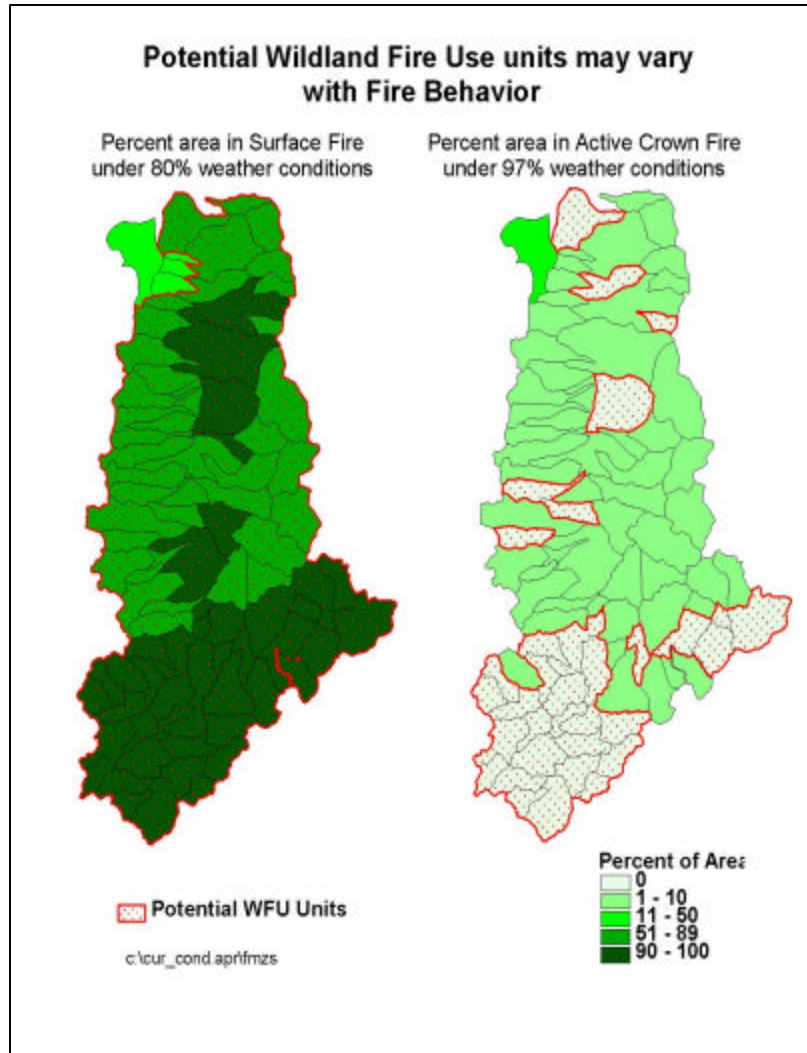 Potential Wildland Fire Use units may vary
with Fire Behavior
Percent area in Surface Fire
under 80% weather conditions
Percent area in Active Crown Fire
under 97% weather conditions
Potential WFU Units
c:\cur_cond.apr\fmzs
Percent of Area
0
1 - 10
11 - 50
51 - 89
90 - 100